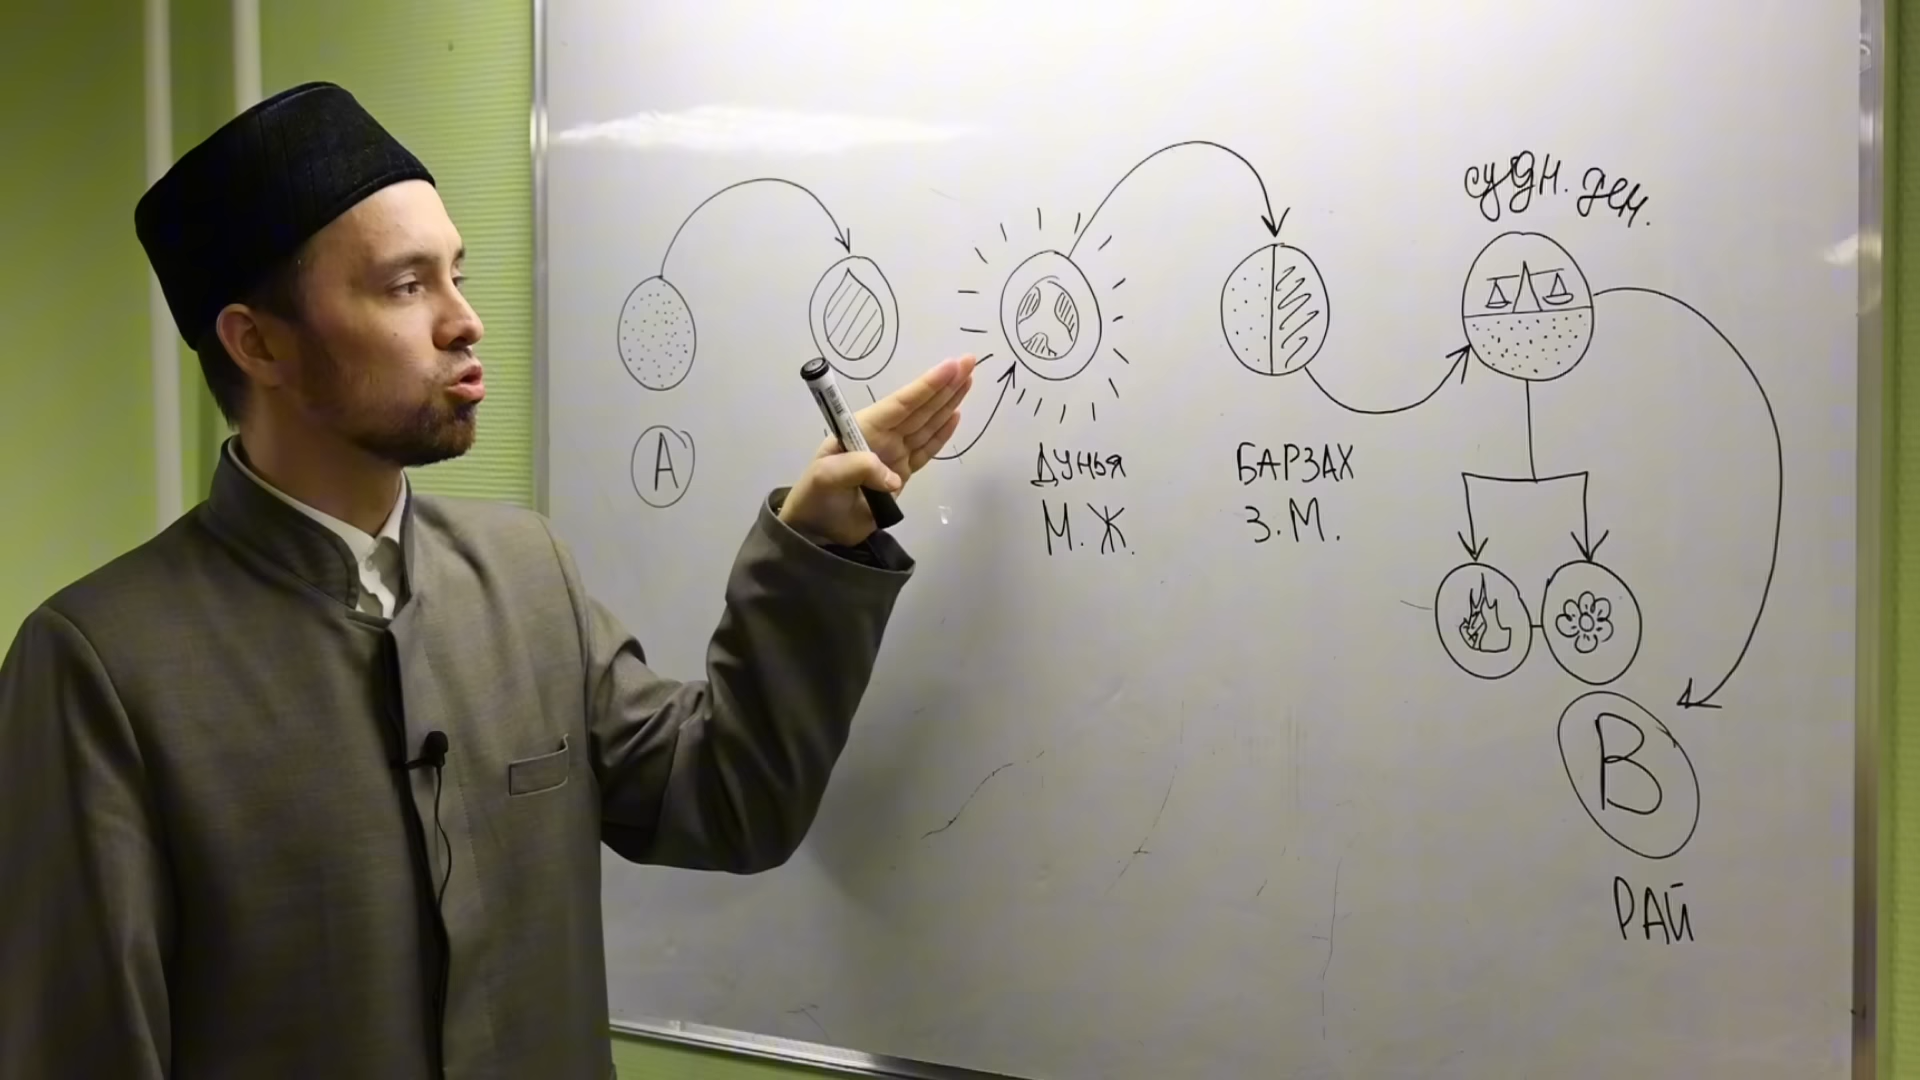 А
ДУНЬЯ
М.Ж.
БАРЗАХ
З.М.
судн. ден.
В
РАЙ